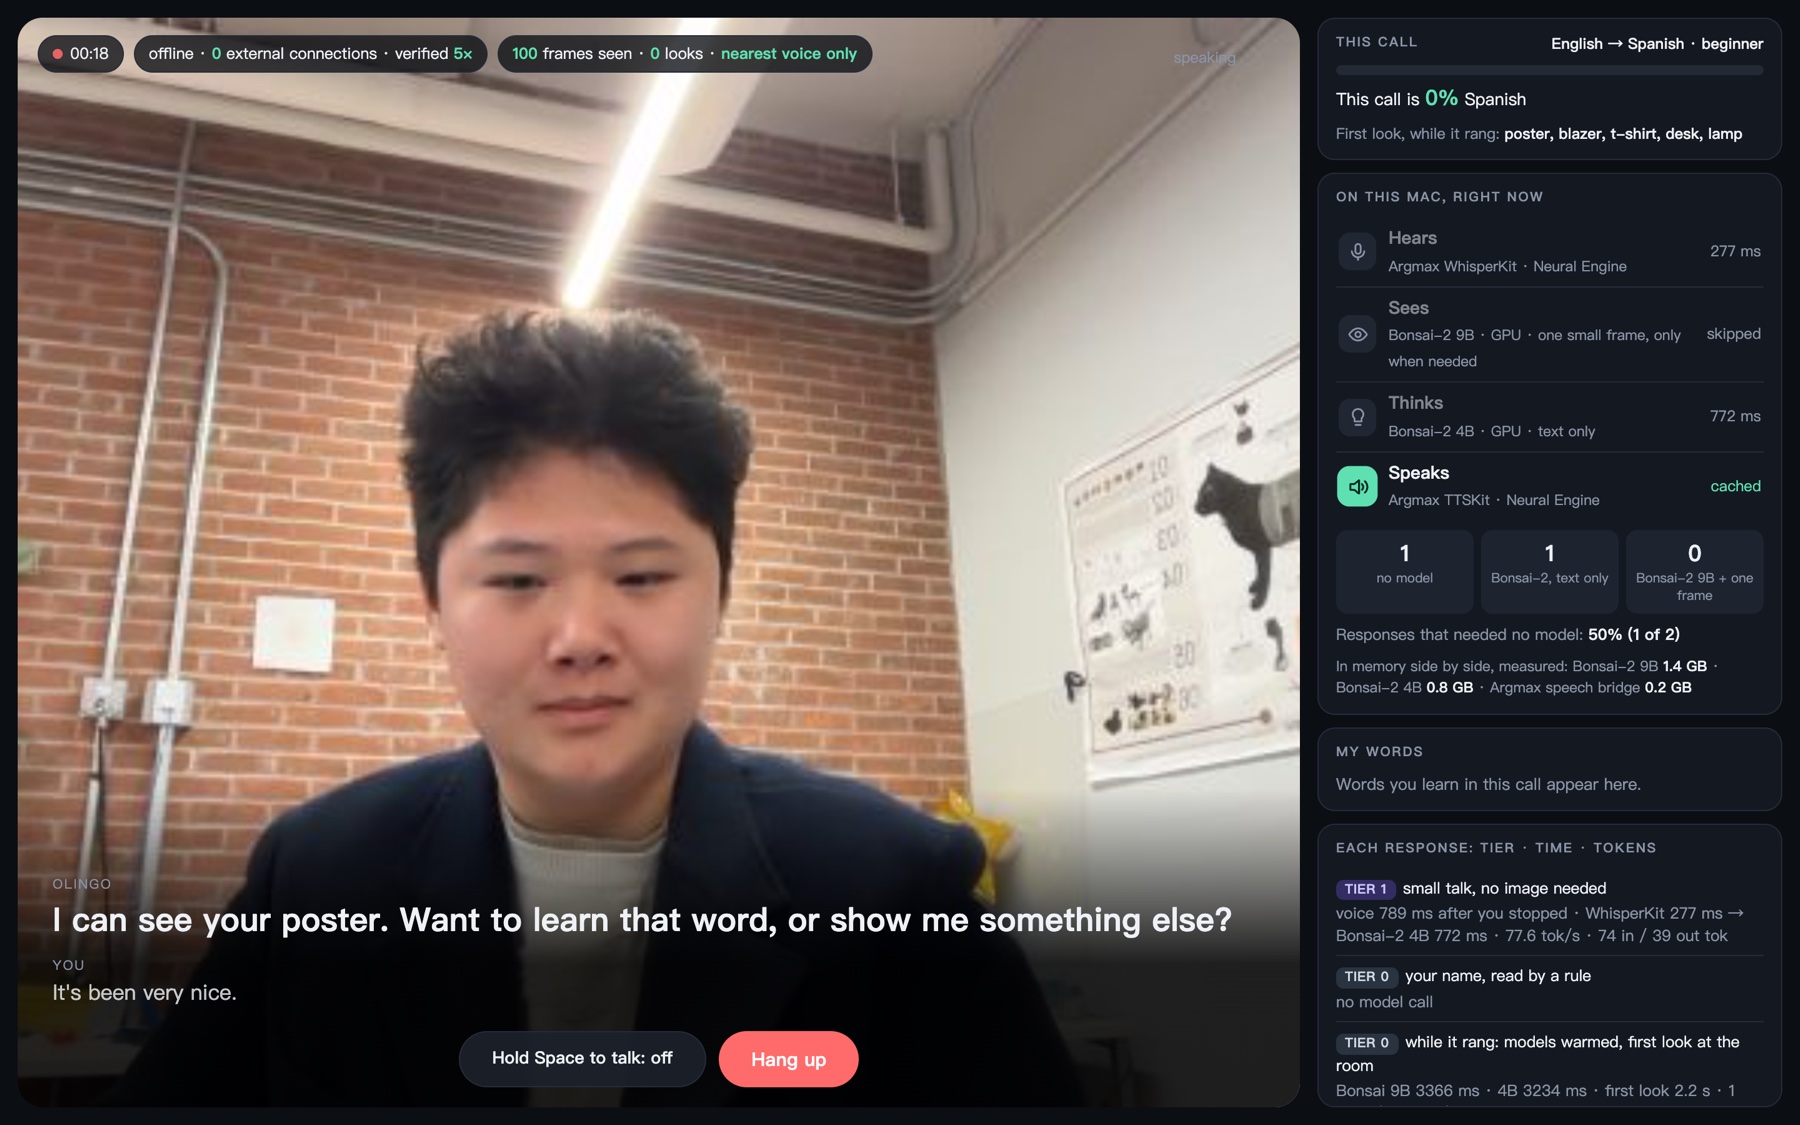 00:18
offline · 0 external connections · verified 5×
100 frames seen · 0 looks · nearest voice only
speaking
OLINGO
I can see your poster. Want to learn that word, or show me something else?
YOU
It's been very nice.
Hold Space to talk: off
Hang up
THIS CALL
English → Spanish · beginner
This call is 0% Spanish
First look, while it rang: poster, blazer, t-shirt, desk, lamp
ON THIS MAC, RIGHT NOW
Hears
Argmax WhisperKit · Neural Engine
277 ms
Sees
Bonsai-2 9B · GPU · one small frame, only
when needed
skipped
Thinks
Bonsai-2 4B · GPU · text only
772 ms
Speaks
Argmax TTSKit · Neural Engine
cached
1
no model
1
Bonsai-2, text only
0
Bonsai-2 9B + one
frame
Responses that needed no model: 50% (1 of 2)
In memory side by side, measured: Bonsai-2 9B 1.4 GB ·
Bonsai-2 4B 0.8 GB · Argmax speech bridge 0.2 GB
MY WORDS
Words you learn in this call appear here.
EACH RESPONSE: TIER · TIME · TOKENS
TIER 1 small talk, no image needed
voice 789 ms after you stopped · WhisperKit 277 ms →
Bonsai-2 4B 772 ms · 77.6 tok/s · 74 in / 39 out tok
TIER 0 your name, read by a rule
no model call
TIER 0 while it rang: models warmed, first look at the
room
Bonsai 9B 3366 ms · 4B 3234 ms · first look 2.2 s · 1